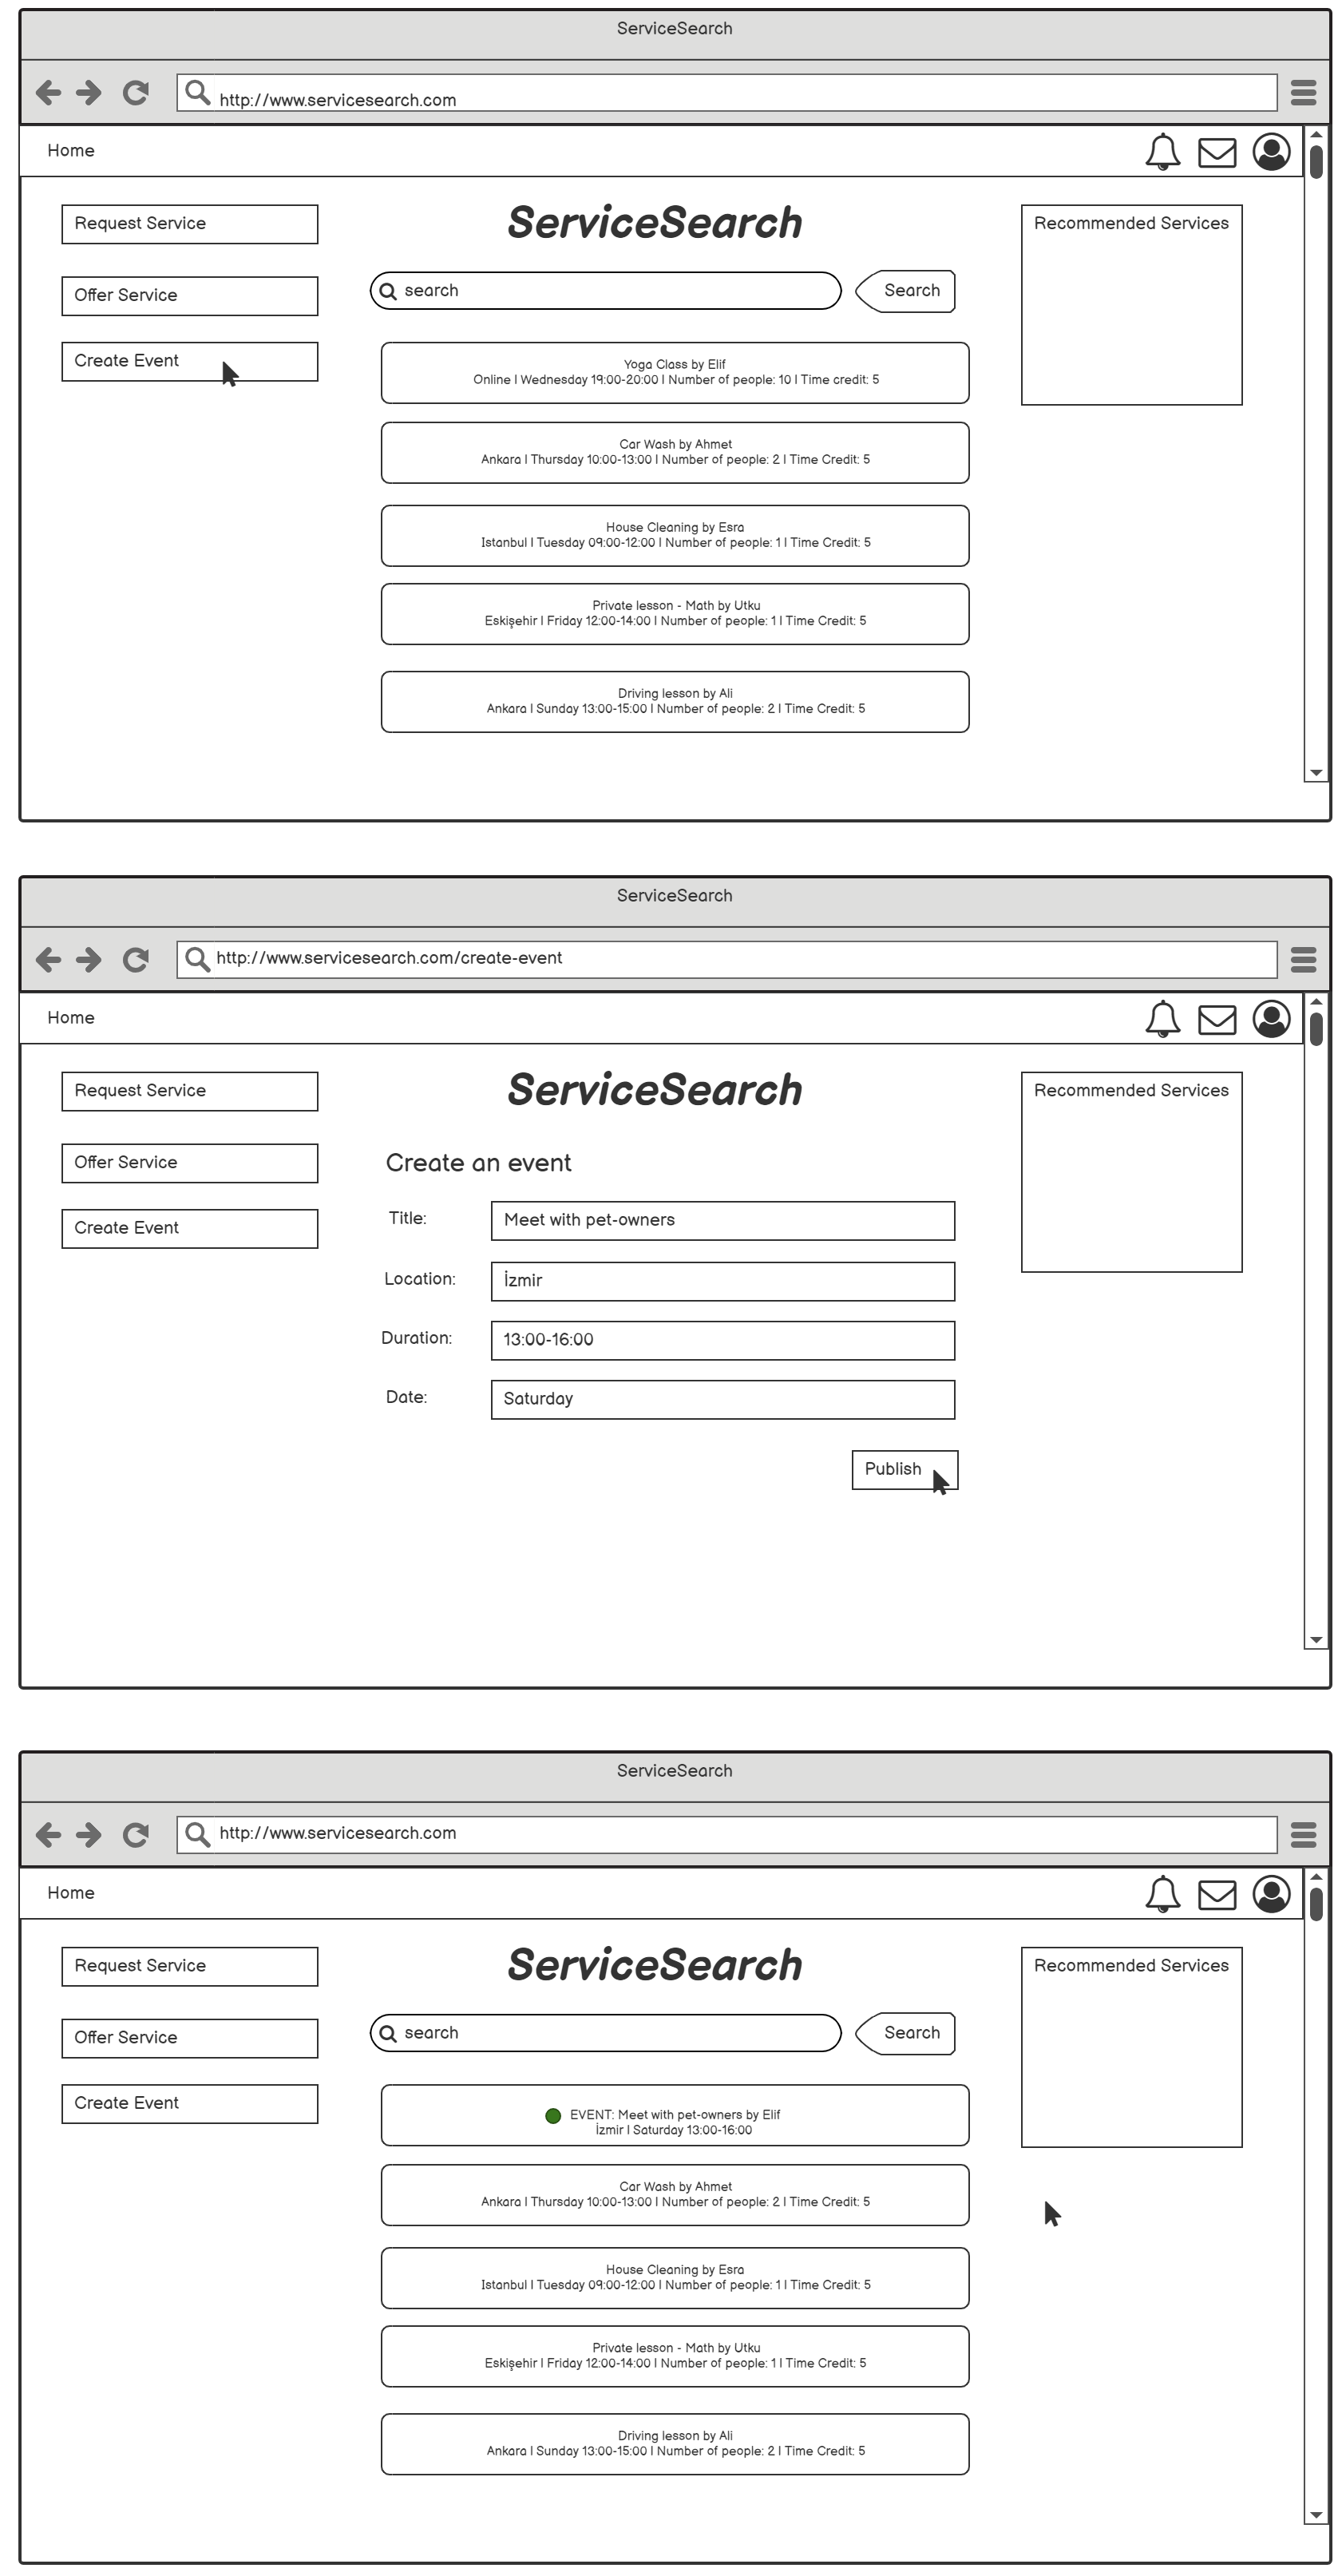 ServiceSearch
http://www.servicesearch.com
Home
Request Service
Offer Service
Create Event
ServiceSearch
search
Search
Yoga Class by Elif
Online | Wednesday 19:00-20:00 | Number of people: 10 | Time credit: 5
Car Wash by Ahmet
Ankara | Thursday 10:00-13:00 | Number of people: 2 | Time Credit: 5
House Cleaning by Esra
Istanbul | Tuesday 09:00-12:00 | Number of people: 1 | Time Credit: 5
Private lesson - Math by Utku
Eskişehir | Friday 12:00-14:00 | Number of people: 1 | Time Credit: 5
Driving lesson by Ali
Ankara | Sunday 13:00-15:00 | Number of people: 2 | Time Credit: 5
Recommended Services
ServiceSearch
http://www.servicesearch.com/create-event
Home
Request Service
Offer Service
Create Event
ServiceSearch
Create an event
Title: Meet with pet-owners
Location: İzmir
Duration: 13:00-16:00
Date: Saturday
Publish
Recommended Services
ServiceSearch
http://www.servicesearch.com
Home
Request Service
Offer Service
Create Event
ServiceSearch
search
Search
EVENT: Meet with pet-owners by Elif
İzmir | Saturday 13:00-16:00
Car Wash by Ahmet
Ankara | Thursday 10:00-13:00 | Number of people: 2 | Time Credit: 5
House Cleaning by Esra
Istanbul | Tuesday 09:00-12:00 | Number of people: 1 | Time Credit: 5
Private lesson - Math by Utku
Eskişehir | Friday 12:00-14:00 | Number of people: 1 | Time Credit: 5
Driving lesson by Ali
Ankara | Sunday 13:00-15:00 | Number of people: 2 | Time Credit: 5
Recommended Services